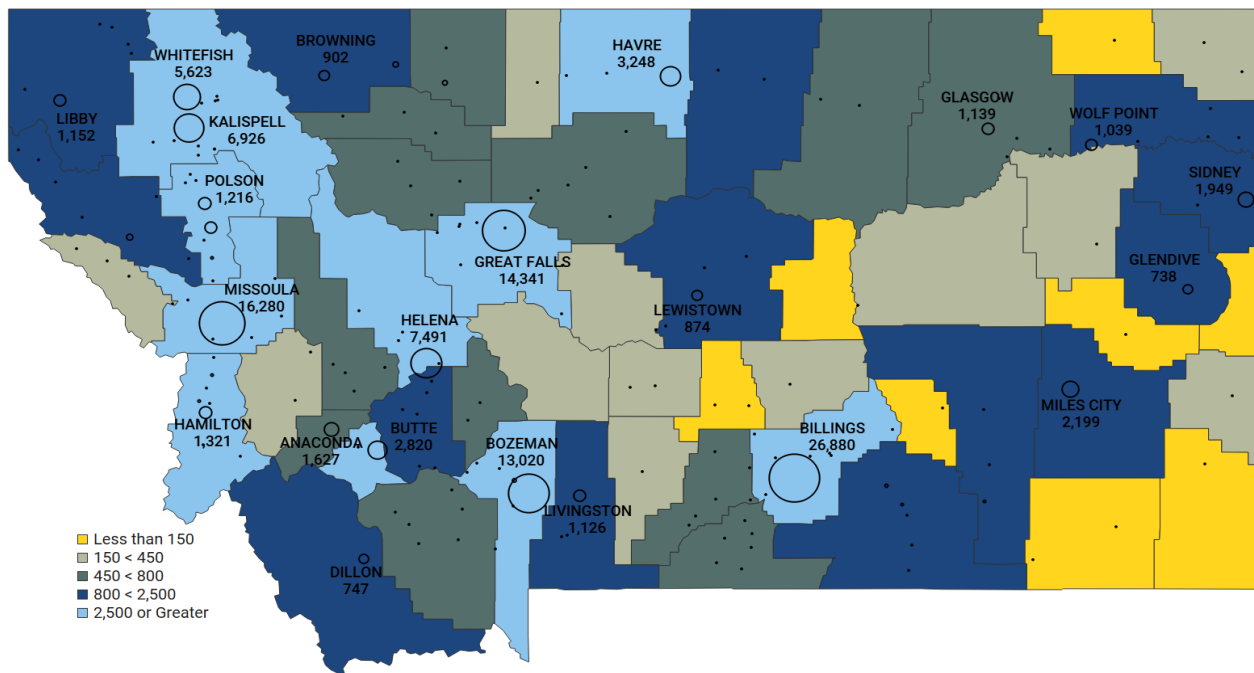 BROWNING
902
HAVRE
3,248
WHITEFISH
5,623
LIBBY
1,152
KALISPELL
6,926
GLASGOW
1,139
WOLF POINT
1,039
POLSON
1,216
SIDNEY
1,949
GREAT FALLS
14,341
GLENDIVE
738
MISSOULA
16,280
LEWISTOWN
874
HELENA
7,491
MILES CITY
2,199
HAMILTON
1,321
ANACONDA
1,627
BUTTE
2,820
BOZEMAN
13,020
BILLINGS
26,880
LIVINGSTON
1,126
DILLON
747
Less than 150
150 < 450
450 < 800
800 < 2,500
2,500 or Greater